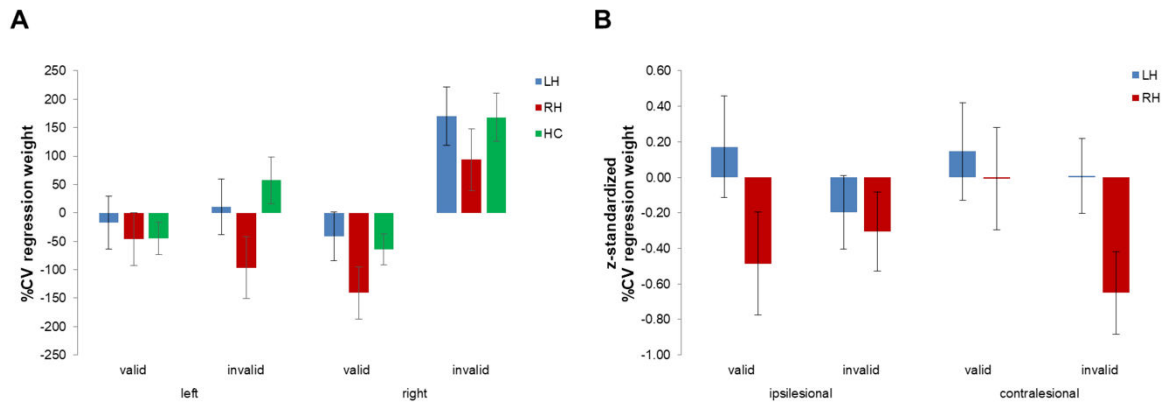 A
%CV regression weight
250
200
150
100
50
0
-50
-100
-150
-200
-250
valid invalid valid invalid
left right
LH
RH
HC
B
z-standardized
%CV regression weight
0.60
0.40
0.20
0.00
-0.20
-0.40
-0.60
-0.80
-1.00
valid invalid valid invalid
ipsilesional contralesional
LH
RH